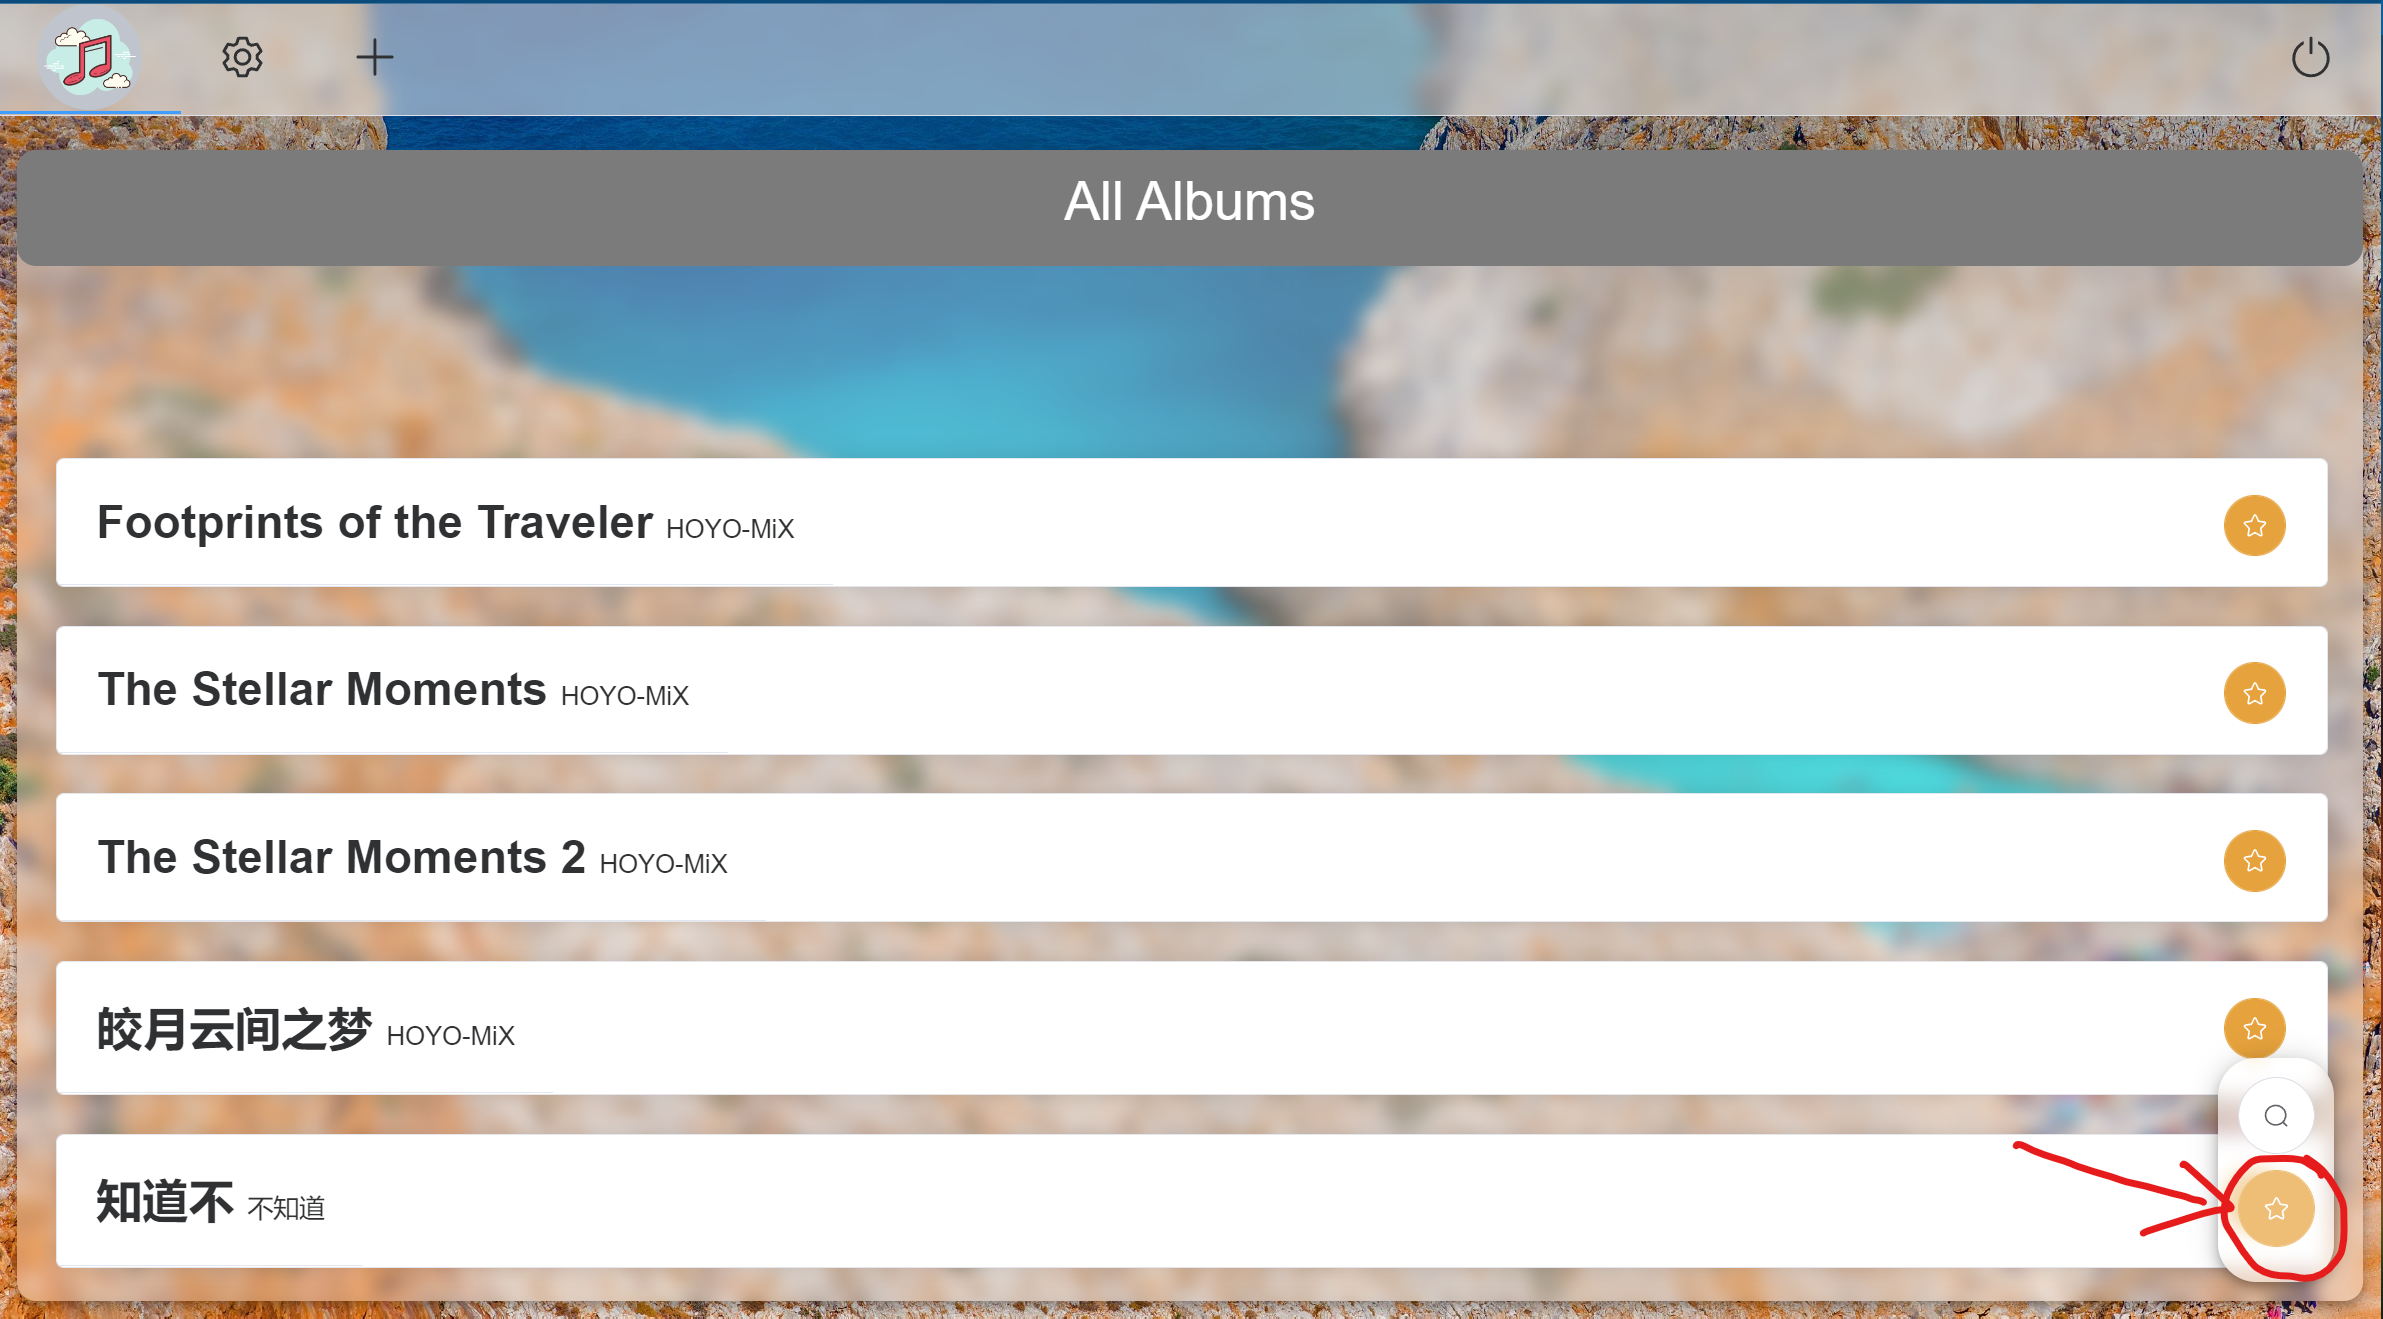 All Albums
Footprints of the Traveler HOYO-MiX
The Stellar Moments HOYO-MiX
The Stellar Moments 2 HOYO-MiX
皎月云间之梦 HOYO-MiX
知道不 不知道